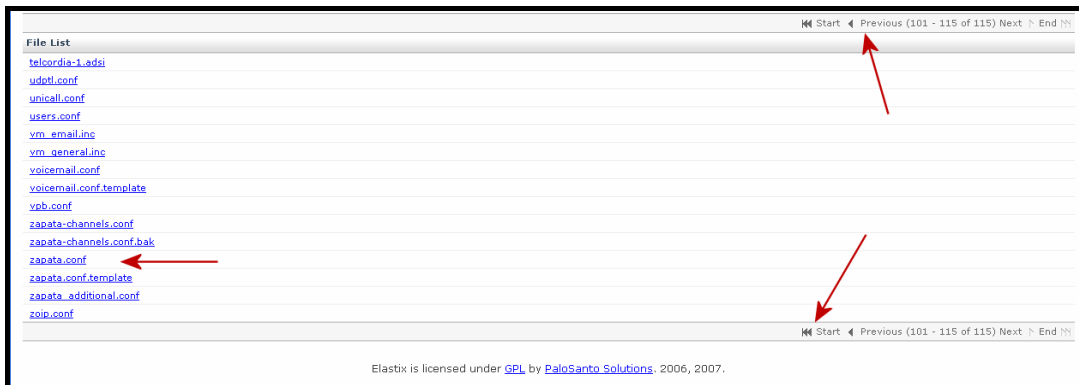 Start Previous (101 - 115 of 115) Next End
File List
telcordia-1.adsi
udptl.conf
unicall.conf
users.conf
vm_email.inc
vm_general.inc
voicemail.conf
voicemail.conf.template
vpb.conf
zapata-channels.conf
zapata-channels.conf.bak
zapata.conf
zapata.conf.template
zapata_additional.conf
zoip.conf
Start Previous (101 - 115 of 115) Next End
Elastix is licensed under GPL by PaloSanto Solutions. 2006, 2007.